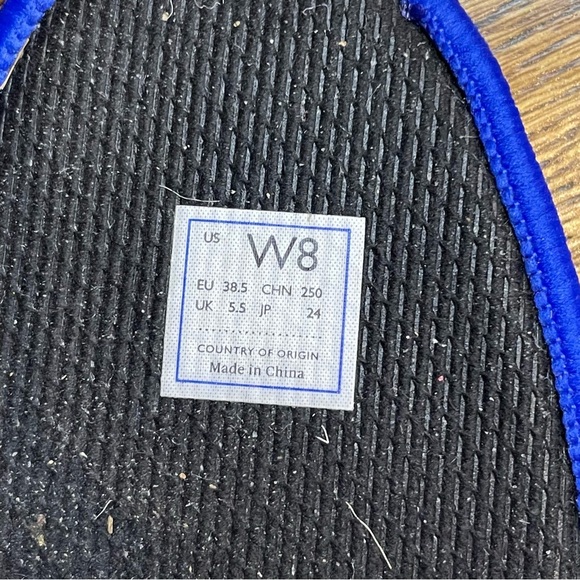 US W8
EU 38.5 CHN 250
UK 5.5 JP 24
COUNTRY OF ORIGIN
Made in China